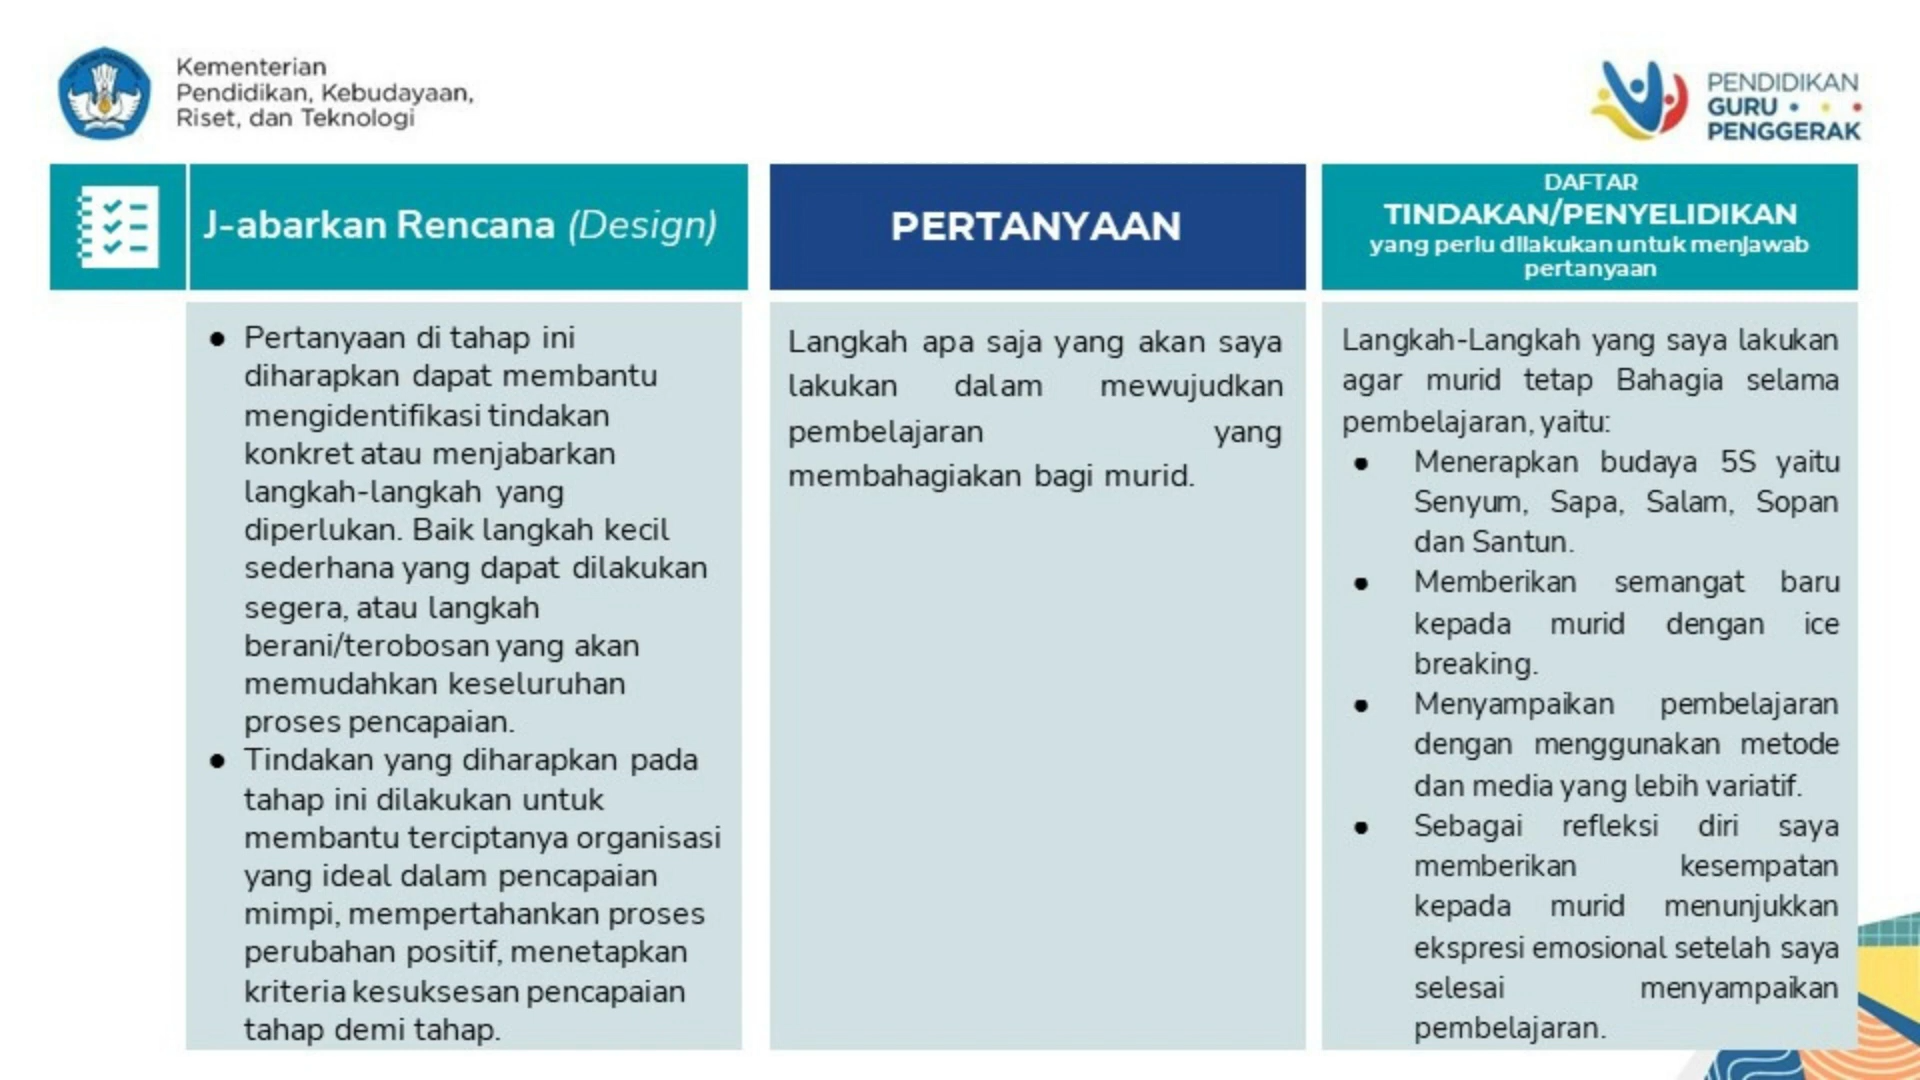 Kementerian
Pendidikan, Kebudayaan,
Riset, dan Teknologi
PENDIDIKAN
GURU
PENGGERAK
J-abarkan Rencana (Design)
PERTANYAAN
DAFTAR
TINDAKAN/PENYELIDIKAN
yang perlu dilakukan untuk menjawab
pertanyaan
● Pertanyaan di tahap ini
diharapkan dapat membantu
mengidentifikasi tindakan
konkret atau menjabarkan
langkah-langkah yang
diperlukan. Baik langkah kecil
sederhana yang dapat dilakukan
segera, atau langkah
berani/terobosan yang akan
memudahkan keseluruhan
proses pencapaian.
● Tindakan yang diharapkan pada
tahap ini dilakukan untuk
membantu terciptanya organisasi
yang ideal dalam pencapaian
mimpi, mempertahankan proses
perubahan positif, menetapkan
kriteria kesuksesan pencapaian
tahap demi tahap.
Langkah apa saja yang akan saya
lakukan dalam mewujudkan
pembelajaran yang
membahagiakan bagi murid.
Langkah-Langkah yang saya lakukan
agar murid tetap Bahagia selama
pembelajaran, yaitu:
● Menerapkan budaya 5S yaitu
Senyum, Sapa, Salam, Sopan
dan Santun.
● Memberikan semangat baru
kepada murid dengan ice
breaking.
● Menyampaikan pembelajaran
dengan menggunakan metode
dan media yang lebih variatif.
● Sebagai refleksi diri saya
memberikan kesempatan
kepada murid menunjukkan
ekspresi emosional setelah saya
selesai menyampaikan
pembelajaran.